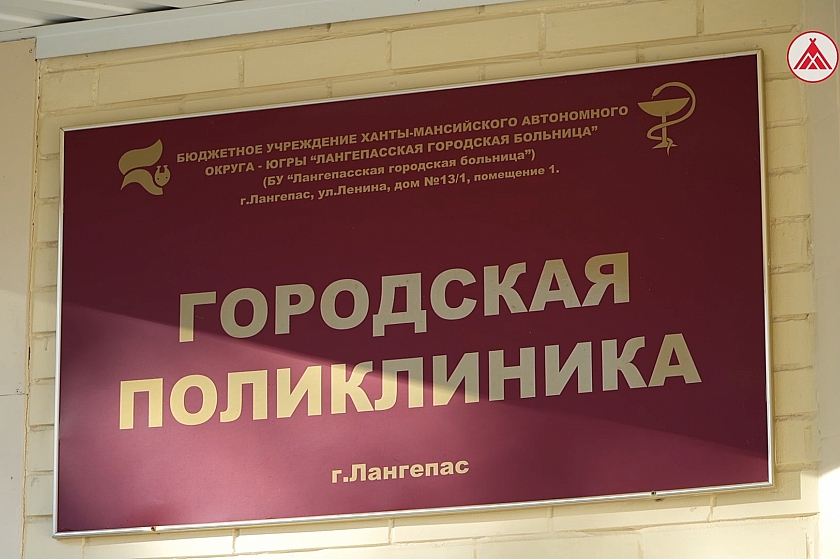 БЮДЖЕТНОЕ УЧРЕЖДЕНИЕ ХАНТЫ-МАНСИЙСКОГО АВТОНОМНОГО
ОКРУГА - ЮГРЫ “ЛАНГЕПАССКАЯ ГОРОДСКАЯ БОЛЬНИЦА”
(БУ “Лангепасская городская больница”)
г.Лангепас, ул.Ленина, дом №13/1, помещение 1.
ГОРОДСКАЯ
ПОЛИКЛИНИКА
г.Лангепас